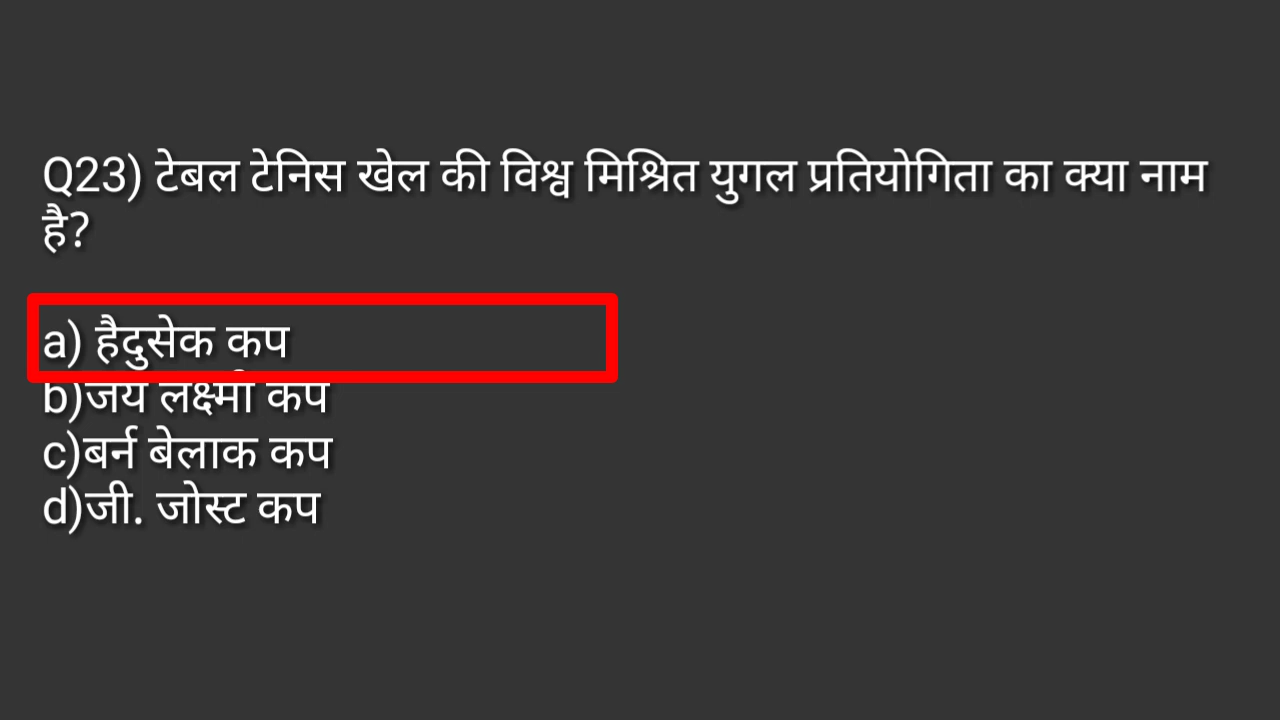 Q23) टेबल टेनिस खेल की विश्व मिश्रित युगल प्रतियोगिता का क्या नाम
है?
a) हैदुसेक कप
b)जय लक्ष्मी कप
c)बर्न बेलाक कप
d)जी. जोस्ट कप